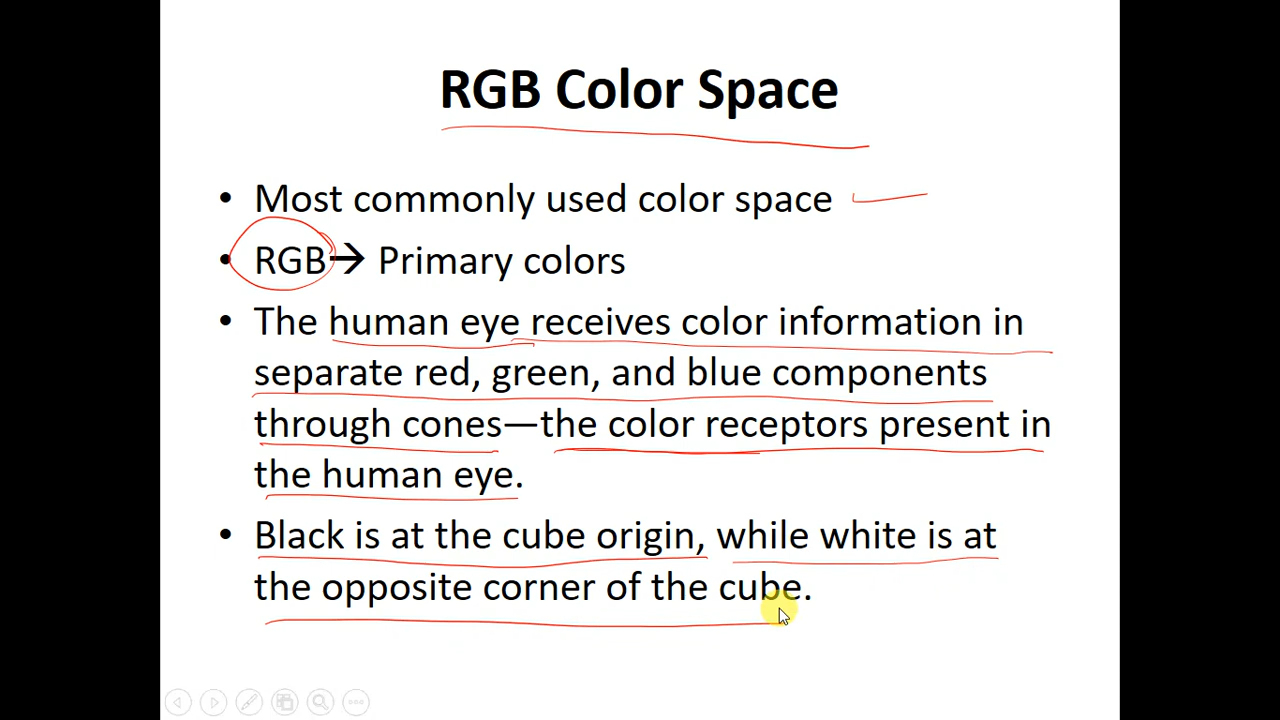 RGB Color Space
• Most commonly used color space
• RGB→ Primary colors
• The human eye receives color information in
separate red, green, and blue components
through cones—the color receptors present in
the human eye.
• Black is at the cube origin, while white is at
the opposite corner of the cube.